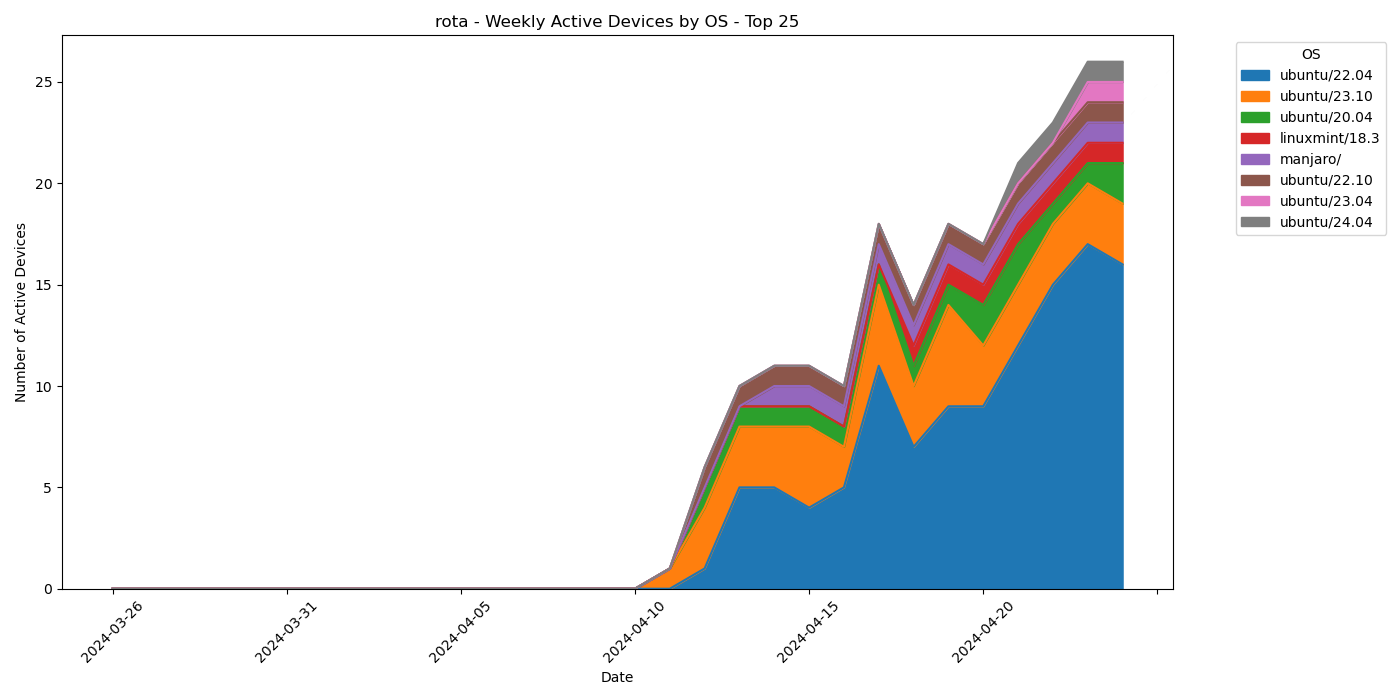 rota - Weekly Active Devices by OS - Top 25
Number of Active Devices
25
20
15
10
5
0
2024-03-26
2024-03-31
2024-04-05
2024-04-10
2024-04-15
2024-04-20
Date
OS
ubuntu/22.04
ubuntu/23.10
ubuntu/20.04
linuxmint/18.3
manjaro/
ubuntu/22.10
ubuntu/23.04
ubuntu/24.04